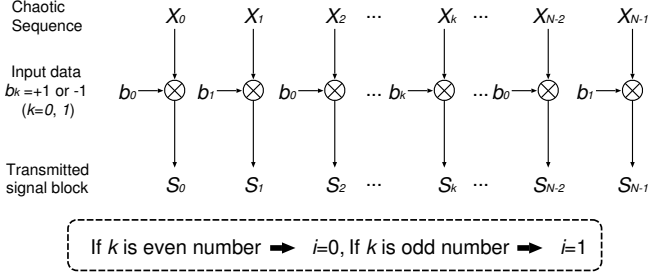 Chaotic
Sequence
X0 X1 X2 ... Xk ... XN-2 XN-1
Input data
bk =+1 or -1
(k=0, 1)
b0 b1 b0 ... bk ... b0 b1
Transmitted
signal block
S0 S1 S2 ... Sk ... SN-2 SN-1
If k is even number ➡ i=0, If k is odd number ➡ i=1